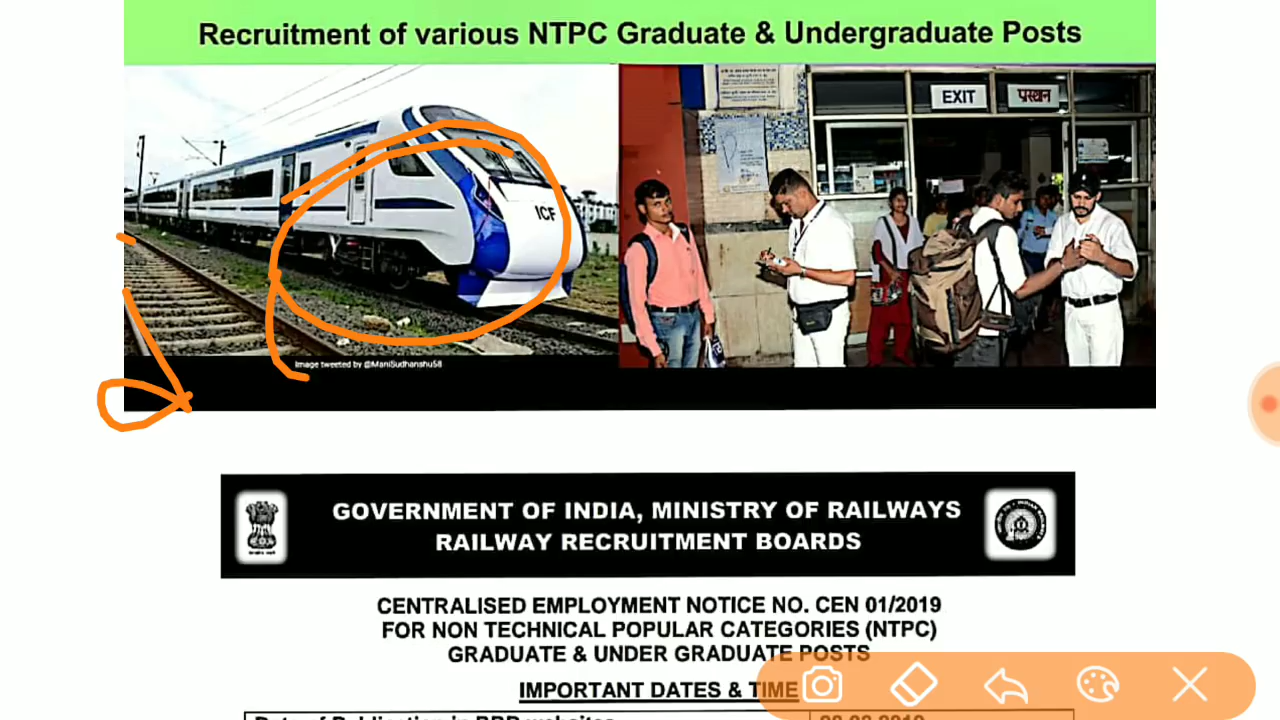 Recruitment of various NTPC Graduate & Undergraduate Posts
EXIT
प्रस्थान
ICF
Image tweeted by @ManiSudhanshu58
GOVERNMENT OF INDIA, MINISTRY OF RAILWAYS
RAILWAY RECRUITMENT BOARDS
CENTRALISED EMPLOYMENT NOTICE NO. CEN 01/2019
FOR NON TECHNICAL POPULAR CATEGORIES (NTPC)
GRADUATE & UNDER GRADUATE POSTS
IMPORTANT DATES & TIME